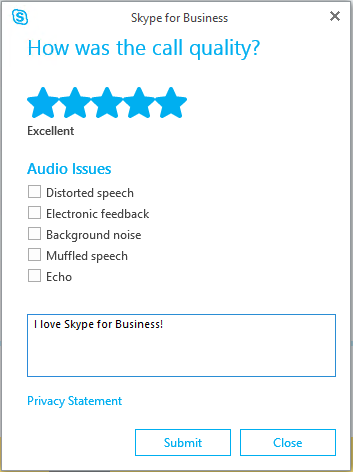 Skype for Business
How was the call quality?
Excellent
Audio Issues
Distorted speech
Electronic feedback
Background noise
Muffled speech
Echo
I love Skype for Business!
Privacy Statement
Submit Close